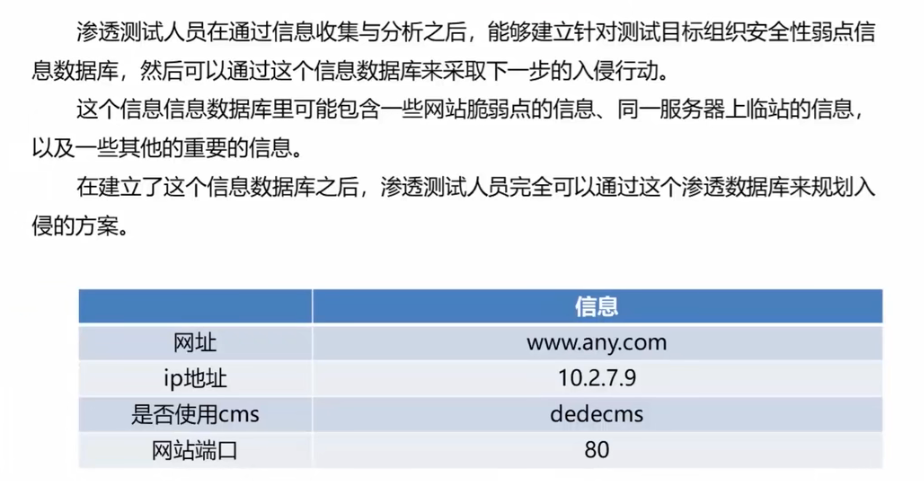 渗透测试人员在通过信息收集与分析之后，能够建立针对测试目标组织安全性弱点信
息数据库，然后可以通过这个信息数据库来采取下一步的入侵行动。
这个信息信息数据库里可能包含一些网站脆弱点的信息、同一服务器上临站的信息，
以及一些其他的重要的信息。
在建立了这个信息数据库之后，渗透测试人员完全可以通过这个渗透数据库来规划入
侵的方案。
信息
网址 www.any.com
ip地址 10.2.7.9
是否使用cms dedecms
网站端口 80